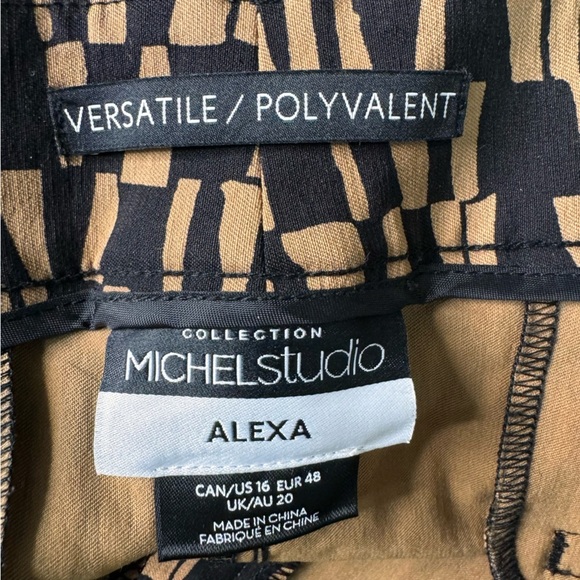 VERSATILE / POLYVALENT
COLLECTION
MICHELStudio
ALEXA
CAN/US 16 EUR 48
UK/AU 20
MADE IN CHINA
FABRIQUÉ EN CHINE